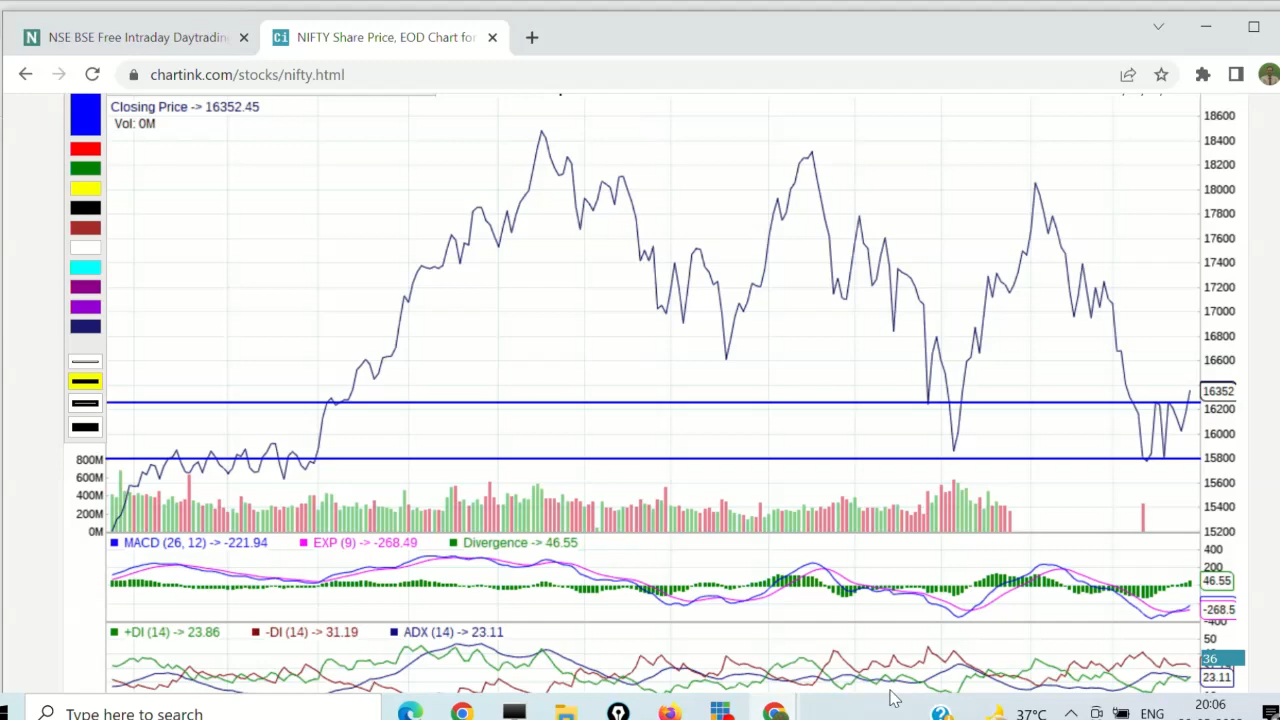 NSE BSE Free Intraday Daytrading
NIFTY Share Price, EOD Chart for
chartink.com/stocks/nifty.html
Closing Price -> 16352.45
Vol: 0M
18600
18400
18200
18000
17800
17600
17400
17200
17000
16800
16600
16352
16200
16000
15800
15600
15400
15200
800M
600M
400M
200M
0M
MACD (26, 12) -> -221.94
EXP (9) -> -268.49
Divergence -> 46.55
400
200
46.55
-268.5
-400
+DI (14) -> 23.86
-DI (14) -> 31.19
ADX (14) -> 23.11
50
36
23.11
Type here to search
37°C
ENG
20:06